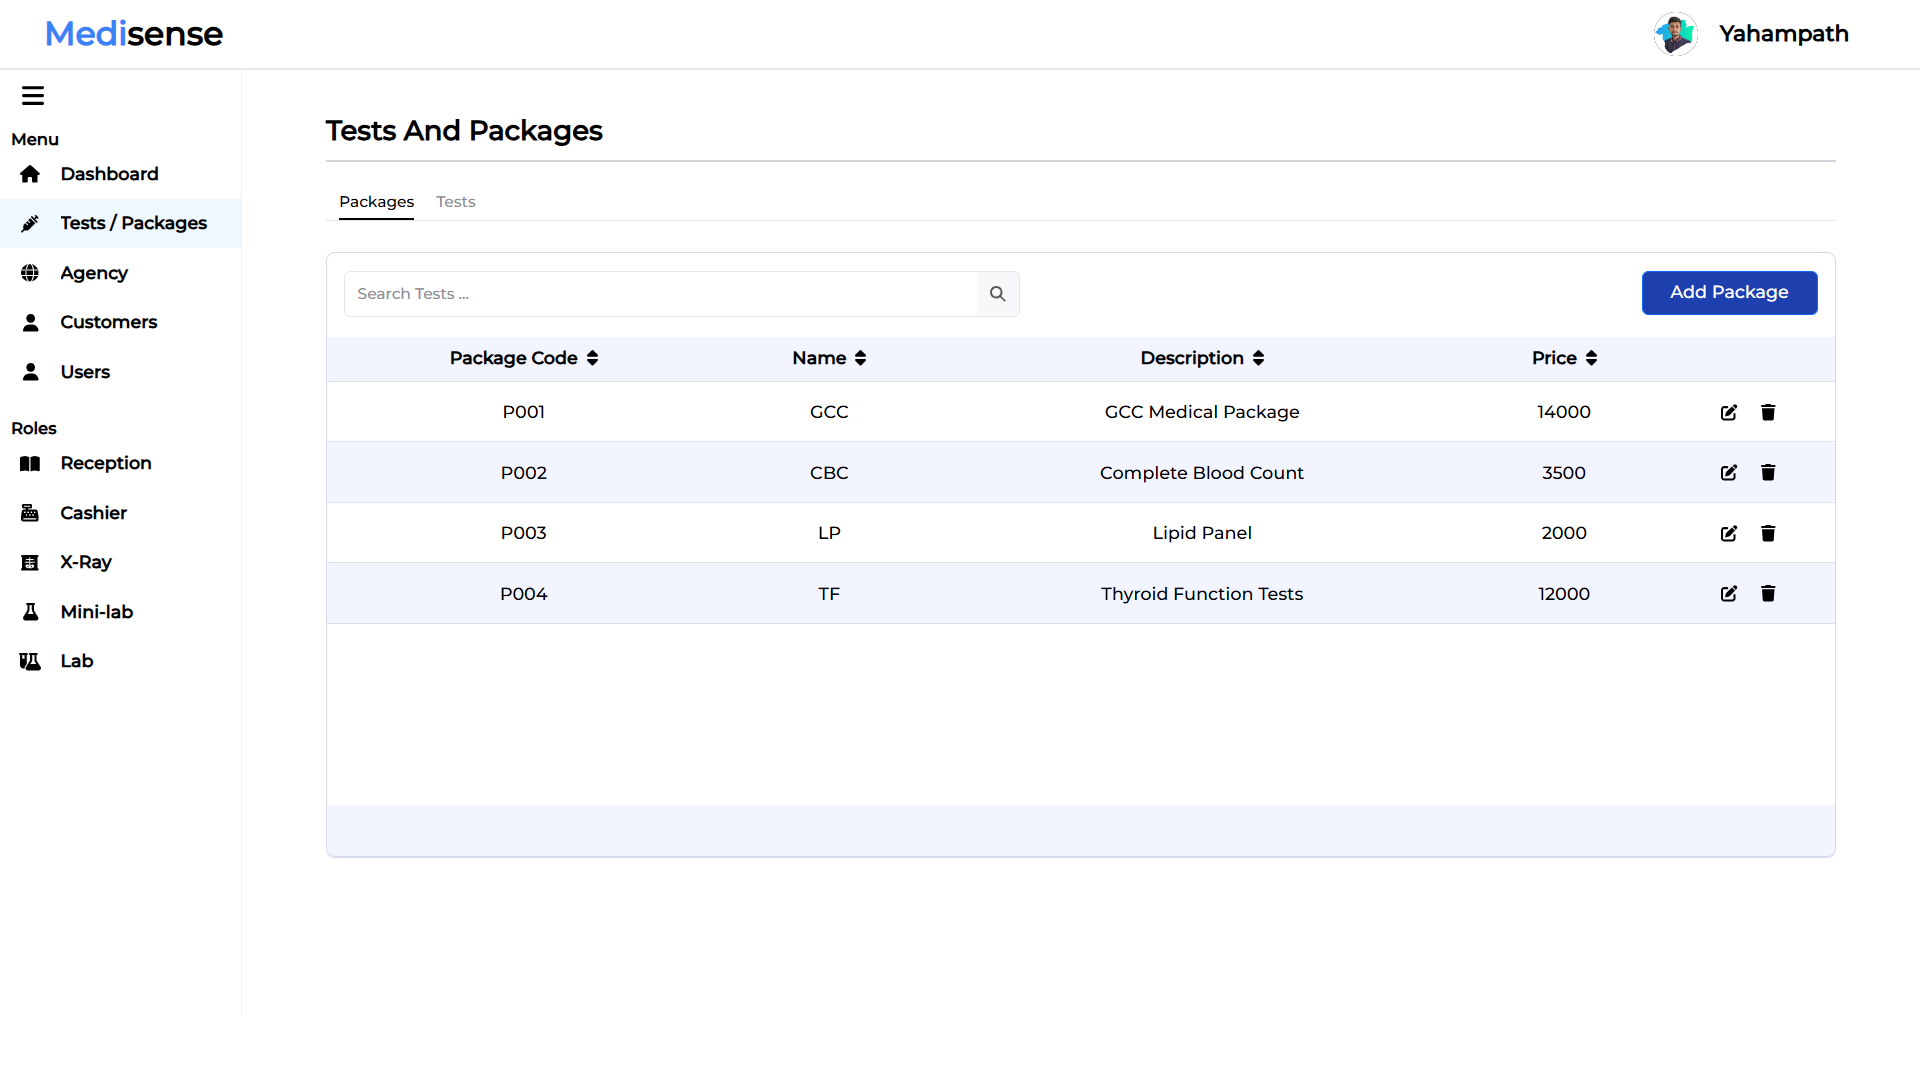 Medisense
Yahampath
Menu
Dashboard
Tests / Packages
Agency
Customers
Users
Roles
Reception
Cashier
X-Ray
Mini-lab
Lab
Tests And Packages
Packages Tests
Search Tests ...
Add Package
Package Code Name Description Price
P001 GCC GCC Medical Package 14000
P002 CBC Complete Blood Count 3500
P003 LP Lipid Panel 2000
P004 TF Thyroid Function Tests 12000